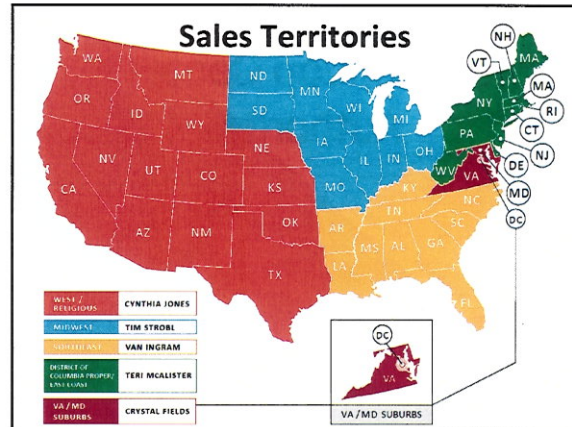 Sales Territories
NH
WA
MT
ND
MN
VT
MA
OR
ID
SD
WI
MI
NY
MA
WY
RI
IA
PA
CT
NE
NV
IL
IN
OH
NJ
UT
CO
WV
DE
CA
KS
MO
KY
VA
MD
OK
TN
NC
DC
AZ
NM
AR
SC
MS
AL
GA
TX
LA
FL
WEST /
RELIGIOUS
CYNTHIA JONES
MIDWEST
TIM STROBL
SOUTHEAST
VAN INGRAM
DISTRICT OF
COLUMBIA PROPER/
EAST COAST
TERI MCALISTER
VA / MD
SUBURBS
CRYSTAL FIELDS
DC
VA
VA / MD SUBURBS